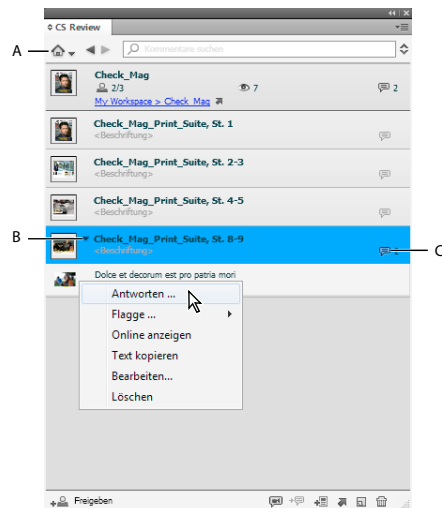 CS Review
A
Kommentare suchen
Check_Mag
2/3 7 2
My Workspace > Check_Mag
Check_Mag_Print_Suite, St. 1
<Beschriftung>
Check_Mag_Print_Suite, St. 2-3
<Beschriftung>
Check_Mag_Print_Suite, St. 4-5
<Beschriftung>
B
Check_Mag_Print_Suite, St. 8-9
<Beschriftung>
C
Dolce et decorum est pro patria mori
Antworten ...
Flagge ...
Online anzeigen
Text kopieren
Bearbeiten...
Löschen
Freigeben